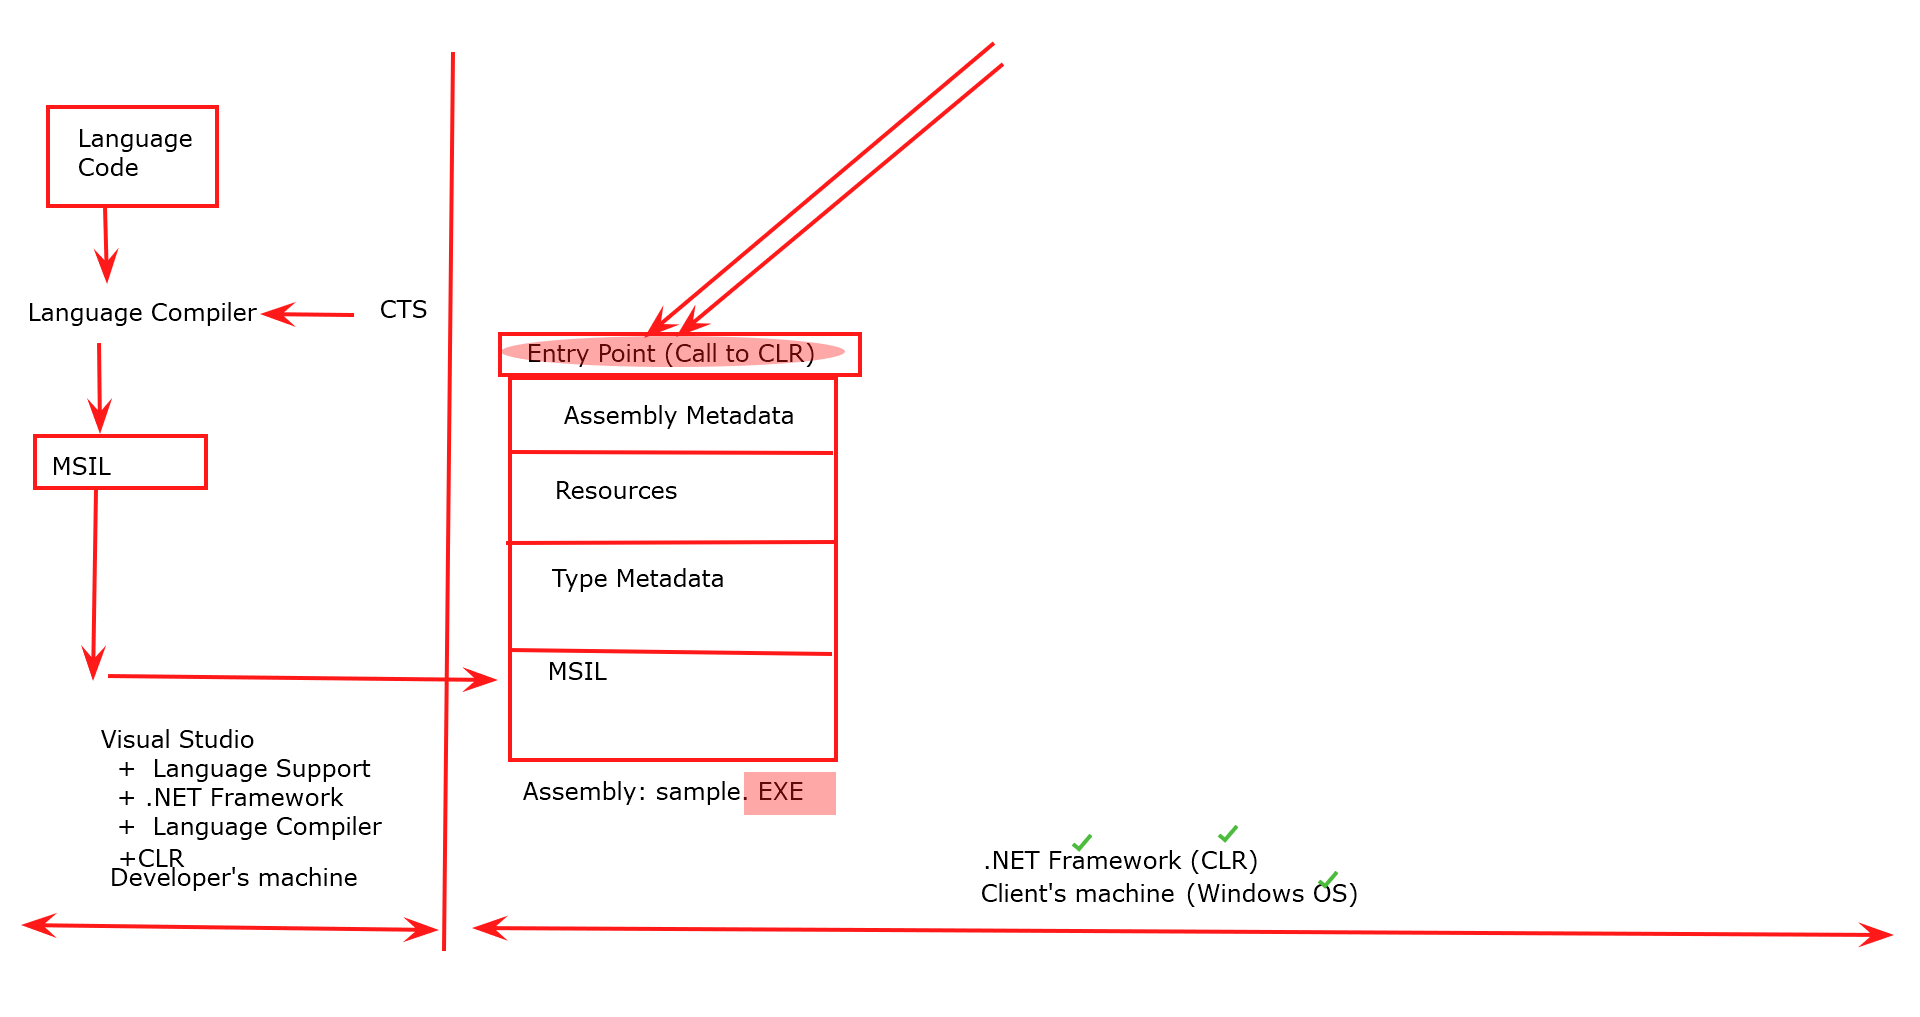 Language
Code
Language Compiler
CTS
MSIL
Visual Studio
+ Language Support
+ .NET Framework
+ Language Compiler
+CLR
Developer's machine
Entry Point (Call to CLR)
Assembly Metadata
Resources
Type Metadata
MSIL
Assembly: sample. EXE
.NET Framework (CLR)
Client's machine (Windows OS)